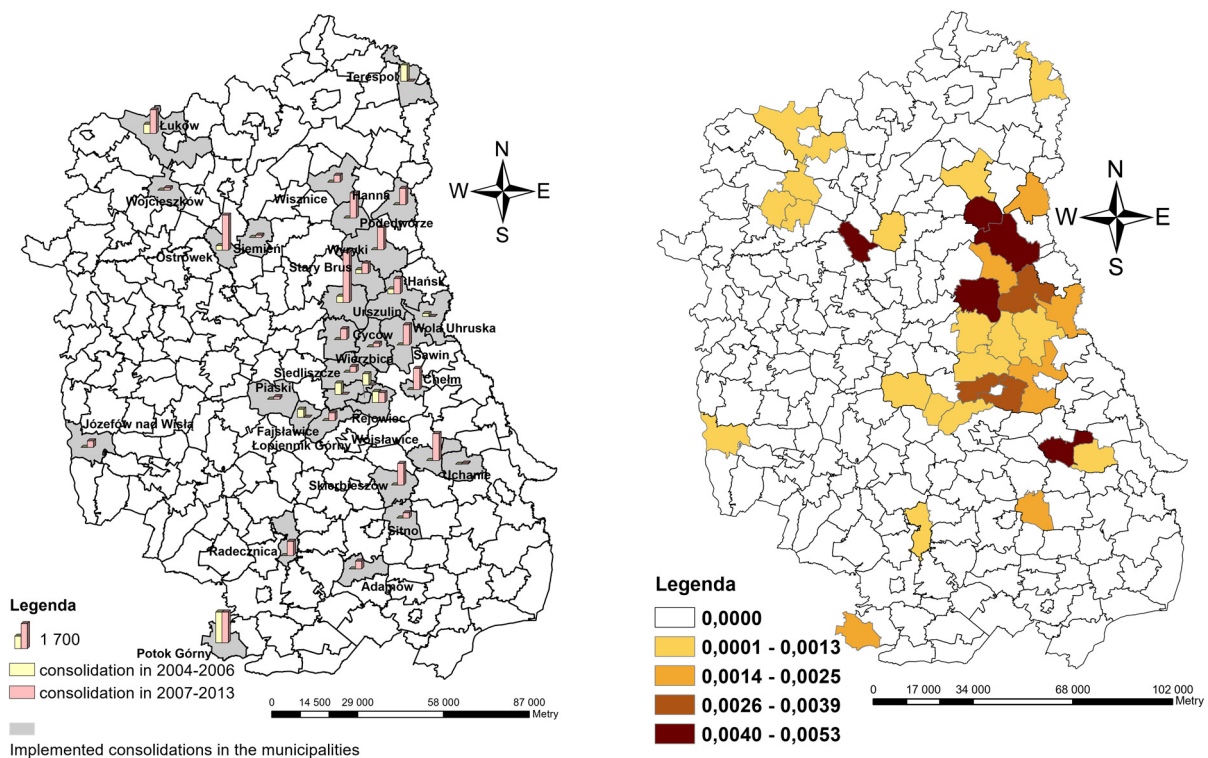 Terespol
Łuków
Wojcieszków
Wisznice
Hanna
Podedwórze
Ostrówek
Siemień
Wyryki
Stary Brus
Hańsk
Urszulin
Wola Uhruska
Cyców
Sawin
Wierzbica
Siedliszcze
Chełm
Piaski
Rejowiec
Józefów nad Wisłą
Fajsławice
Wojsławice
Łopiennik Górny
Uchanie
Skierbieszów
Sitno
Radecznica
Adamów
Potok Górny
N
W
E
S
Legenda
1 700
consolidation in 2004-2006
consolidation in 2007-2013
Implemented consolidations in the municipalities
0 14 500 29 000 58 000 87 000
Metry
N
W
E
S
Legenda
0,0000
0,0001 - 0,0013
0,0014 - 0,0025
0,0026 - 0,0039
0,0040 - 0,0053
0 17 000 34 000 68 000 102 000
Metry